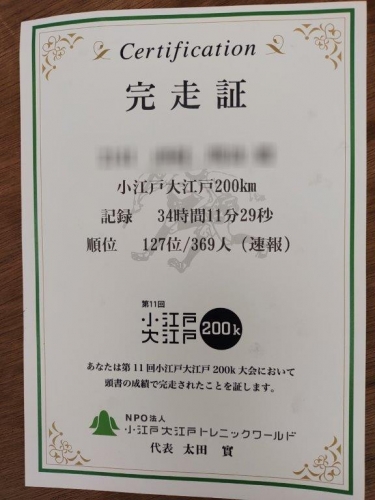 Certification
完走証
小江戸大江戸200km
記録 34時間11分29秒
順位 127位/369人（速報）
第11回
小江戸
大江戸
200k
あなたは第11回小江戸大江戸200k大会において
頭書の成績で完走されたことを証します。
NPO法人
小江戸大江戸トレニックワールド
代表 太田 實